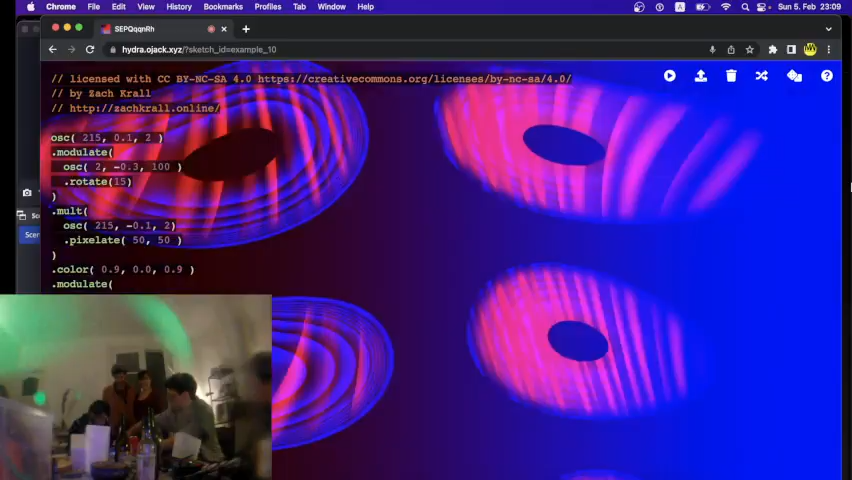 Chrome File Edit View History Bookmarks Profiles Tab Window Help A Sun 5. Feb 23:09
SEPQqqnRh
hydra.ojack.xyz/?sketch_id=example_10
// licensed with CC BY-NC-SA 4.0 https://creativecommons.org/licenses/by-nc-sa/4.0/
// by Zach Krall
// http://zachkrall.online/
osc( 215, 0.1, 2 )
.modulate(
osc( 2, -0.3, 100 )
.rotate(15)
)
.mult(
osc( 215, -0.1, 2)
.pixelate( 50, 50 )
)
.color( 0.9, 0.0, 0.9 )
.modulate(
Scen